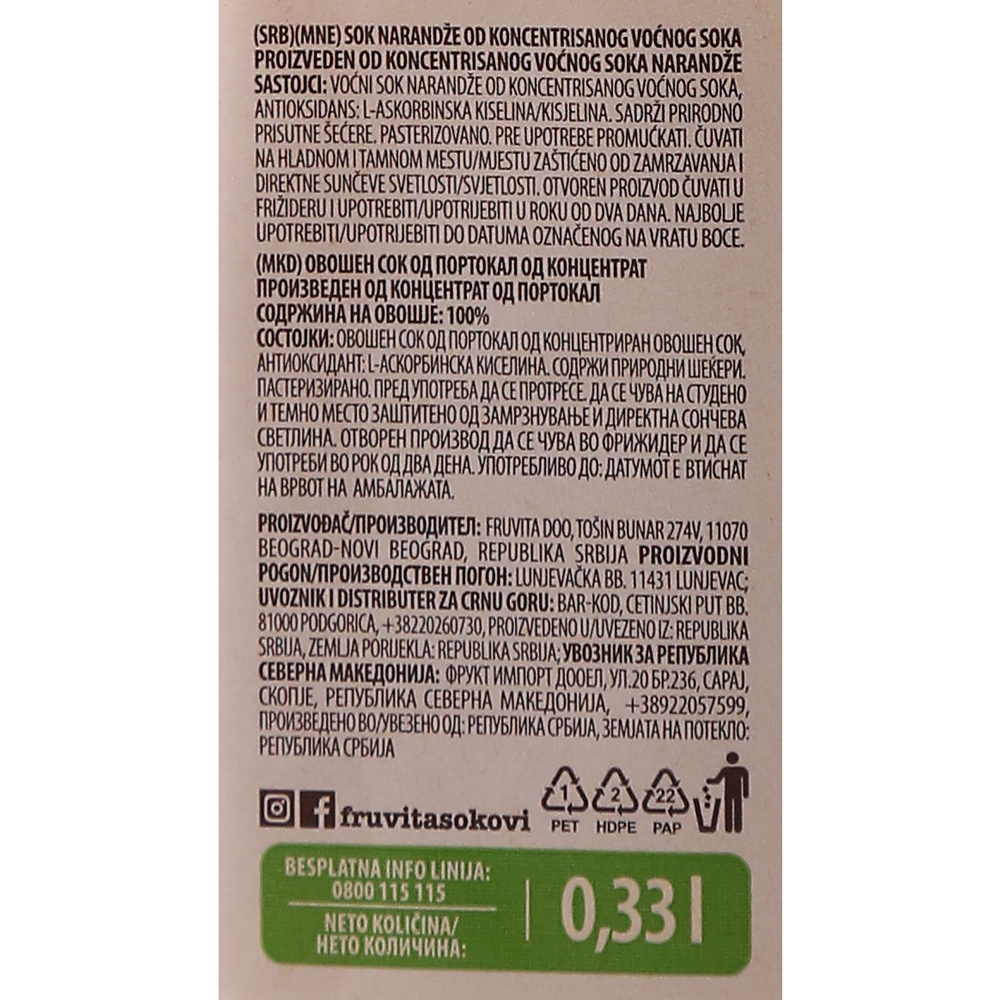 (SRB)(MNE) SOK NARANDŽE OD KONCENTRISANOG VOĆNOG SOKA
PROIZVEDEN OD KONCENTRISANOG VOĆNOG SOKA NARANDŽE
SASTOJCI: VOĆNI SOK NARANDŽE OD KONCENTRISANOG VOĆNOG SOKA,
ANTIOKSIDANS: L-ASKORBINSKA KISELINA/KISJELINA. SADRŽI PRIRODNO
PRISUTNE ŠEĆERE. PASTERIZOVANO. PRE UPOTREBE PROMUĆKATI. ČUVATI
NA HLADNOM I TAMNOM MESTU/MJESTU ZAŠTIĆENO OD ZAMRZAVANJA I
DIREKTNE SUNČEVE SVETLOSTI/SVJETLOSTI. OTVOREN PROIZVOD ČUVATI U
FRIŽIDERU I UPOTREBITI/UPOTRIJEBITI U ROKU OD DVA DANA. NAJBOLJE
UPOTREBITI/UPOTRIJEBITI DO DATUMA OZNAČENOG NA VRATU BOCE.
(MKD) ОВОШЕН СОК ОД ПОРТОКАЛ ОД КОНЦЕНТРАТ
ПРОИЗВЕДЕН ОД КОНЦЕНТРАТ ОД ПОРТОКАЛ
СОДРЖИНА НА ОВОШЈЕ: 100%
СОСТОЈКИ: ОВОШЕН СОК ОД ПОРТОКАЛ ОД КОНЦЕНТРИРАН ОВОШЕН СОК,
АНТИОКСИДАНТ: L-АСКОРБИНСКА КИСЕЛИНА. СОДРЖИ ПРИРОДНИ ШЕЌЕРИ.
ПАСТЕРИЗИРАНО. ПРЕД УПОТРЕБА ДА СЕ ПРОТРЕСЕ. ДА СЕ ЧУВА НА СТУДЕНО
И ТЕМНО МЕСТО ЗАШТИТЕНО ОД ЗАМРЗНУВАЊЕ И ДИРЕКТНА СОНЧЕВА
СВЕТЛИНА. ОТВОРЕН ПРОИЗВОД ДА СЕ ЧУВА ВО ФРИЖИДЕР И ДА СЕ
УПОТРЕБИ ВО РОК ОД ДВА ДЕНА. УПОТРЕБЛИВО ДО: ДАТУМОТ Е ВТИСНАТ
НА ВРВОТ НА АМБАЛАЖАТА.
PROIZVOĐAČ/ПРОИЗВОДИТЕЛ: FRUVITA DOO, TOŠIN BUNAR 274V, 11070
BEOGRAD-NOVI BEOGRAD, REPUBLIKA SRBIJA PROIZVODNI
POGON/ПРОИЗВОДСТВЕН ПОГОН: LUNJEVAČKA BB. 11431 LUNJEVAC;
UVOZNIK I DISTRIBUTER ZA CRNU GORU: BAR-KOD, CETINJSKI PUT BB.
81000 PODGORICA, +38220260730, PROIZVEDENO U/UVEZENO IZ: REPUBLIKA
SRBIJA, ZEMLJA PORIJEKLA: REPUBLIKA SRBIJA; УВОЗНИК ЗА РЕПУБЛИКА
СЕВЕРНА МАКЕДОНИЈА: ФРУКТ ИМПОРТ ДООЕЛ, УЛ.20 БР.236, САРАЈ,
СКОПЈЕ, РЕПУБЛИКА СЕВЕРНА МАКЕДОНИЈА, +38922057599,
ПРОИЗВЕДЕНО ВО/УВЕЗЕНО ОД: РЕПУБЛИКА СРБИЈА, ЗЕМЈАТА НА ПОТЕКЛО:
РЕПУБЛИКА СРБИЈА
fruvitasokovi
1 2 22
PET HDPE PAP
BESPLATNA INFO LINIJA:
0800 115 115
NETO KOLIČINA/
НЕТО КОЛИЧИНА:
0,33 l